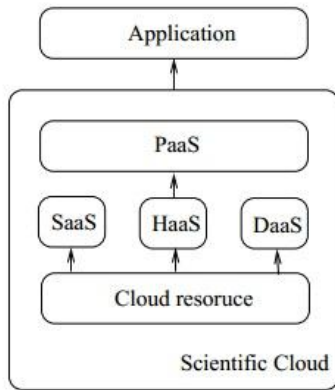 Application
PaaS
SaaS
HaaS
DaaS
Cloud resoruce
Scientific Cloud